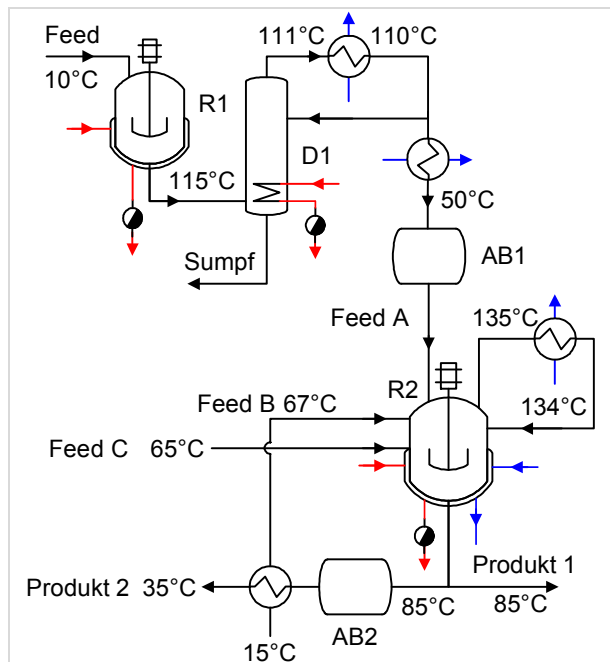 Feed
10°C
R1
111°C
110°C
D1
115°C
50°C
Sumpf
AB1
Feed A
135°C
R2
Feed B 67°C
134°C
Feed C 65°C
Produkt 1
Produkt 2 35°C
85°C
85°C
15°C
AB2